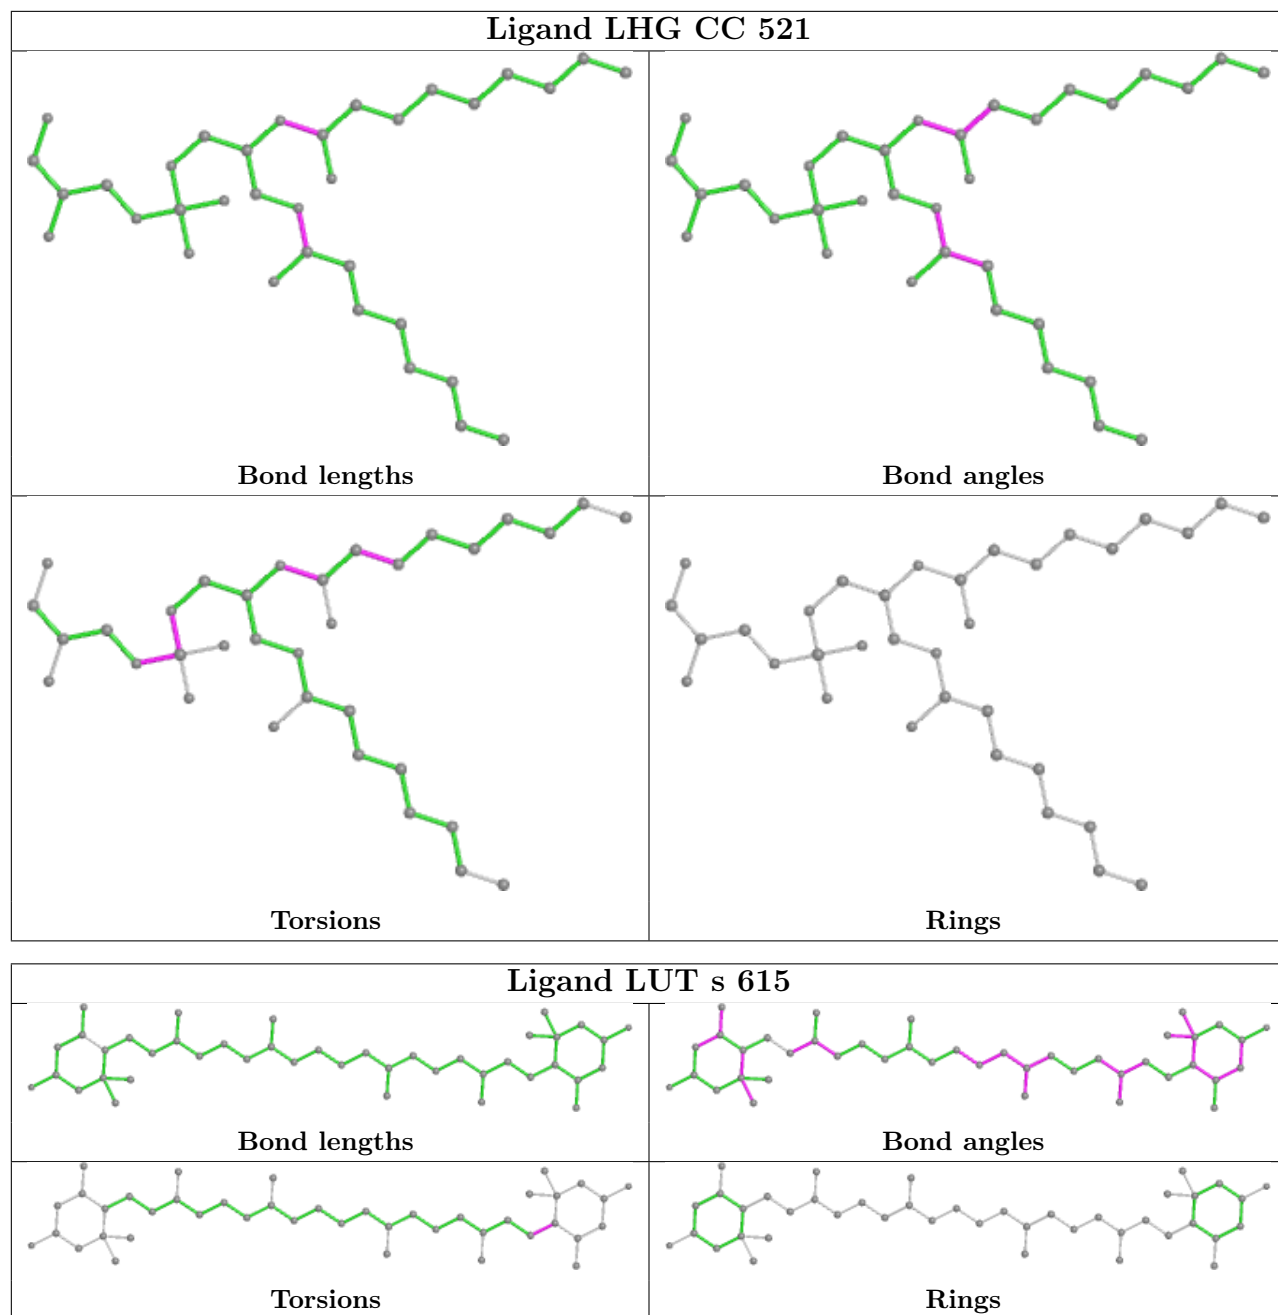 Ligand LHG CC 521
Bond lengths
Bond angles
Torsions
Rings
Ligand LUT s 615
Bond lengths
Bond angles
Torsions
Rings